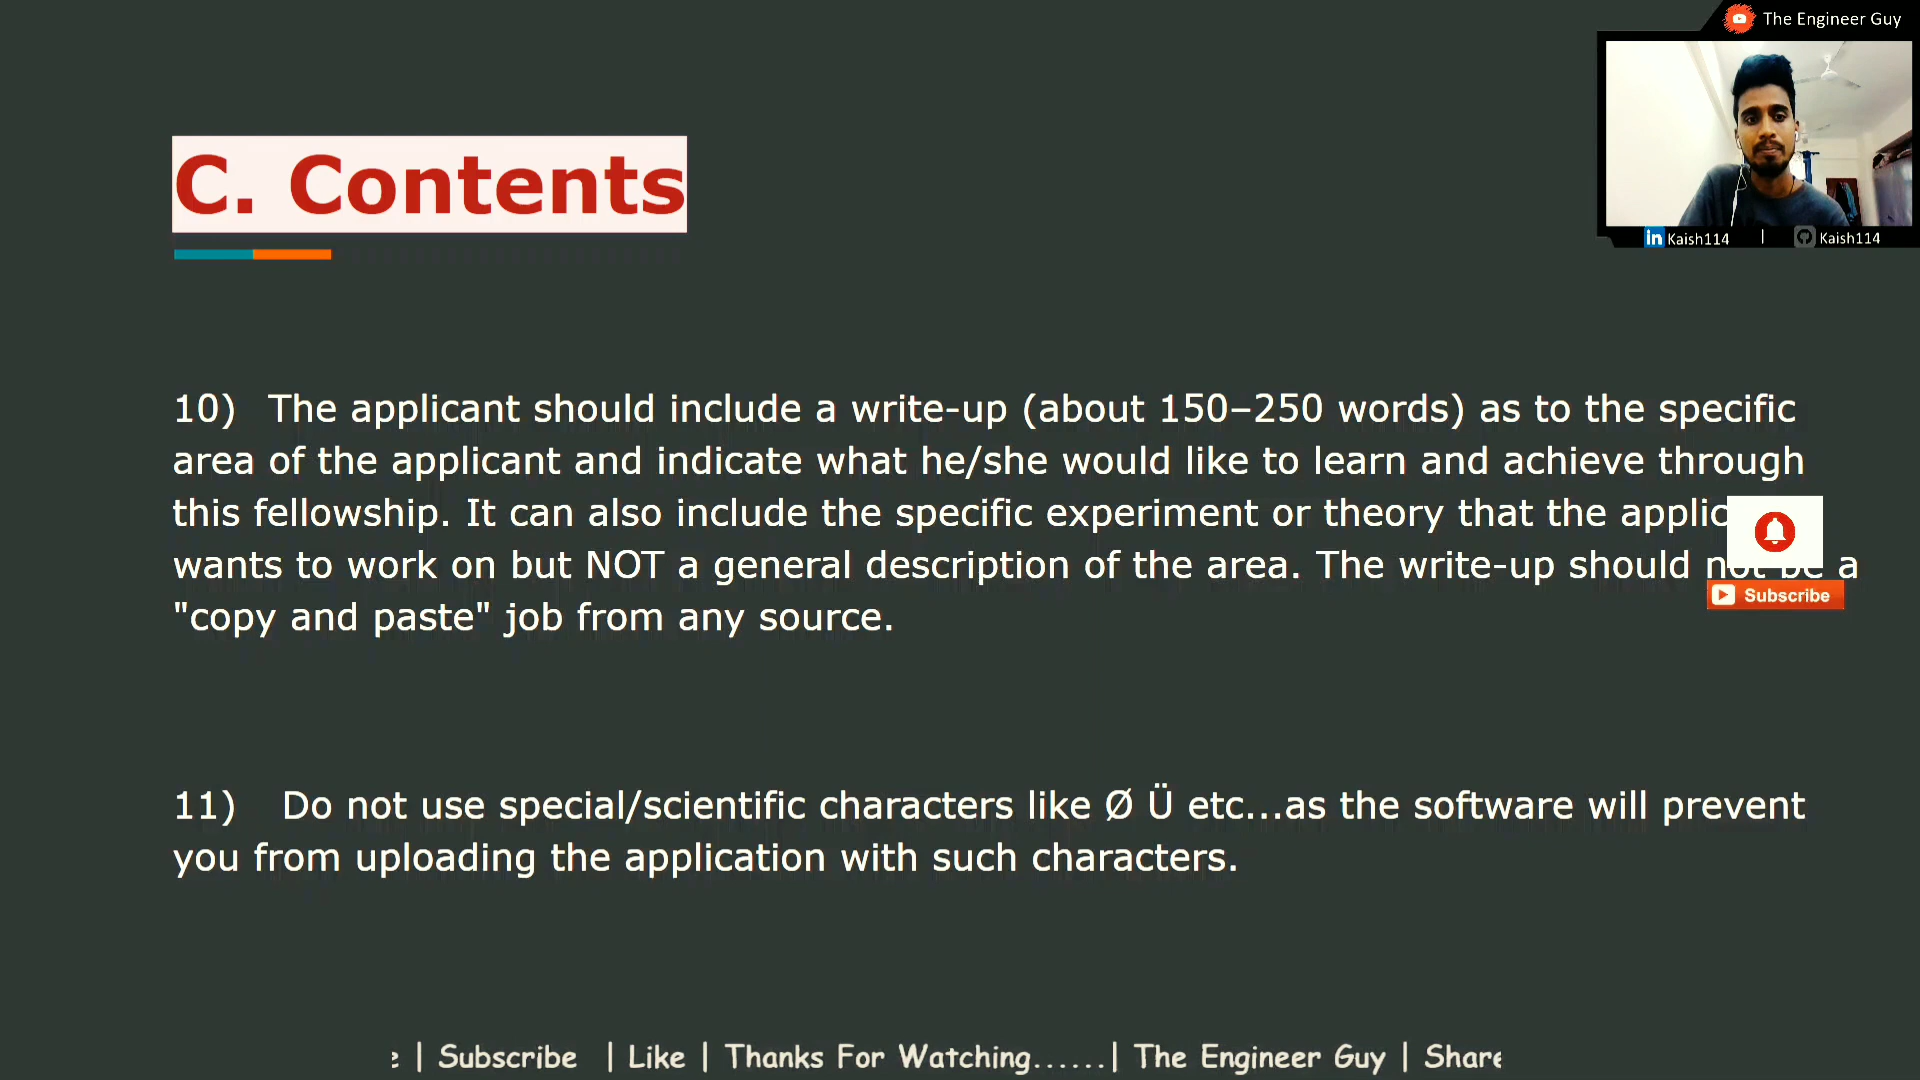 The Engineer Guy
in Kaish114 | Kaish114
C. Contents
10) The applicant should include a write-up (about 150–250 words) as to the specific
area of the applicant and indicate what he/she would like to learn and achieve through
this fellowship. It can also include the specific experiment or theory that the applic
wants to work on but NOT a general description of the area. The write-up should not be a
Subscribe
"copy and paste" job from any source.
11) Do not use special/scientific characters like Ø Ü etc...as the software will prevent
you from uploading the application with such characters.
| Subscribe | Like | Thanks For Watching......| The Engineer Guy | Share